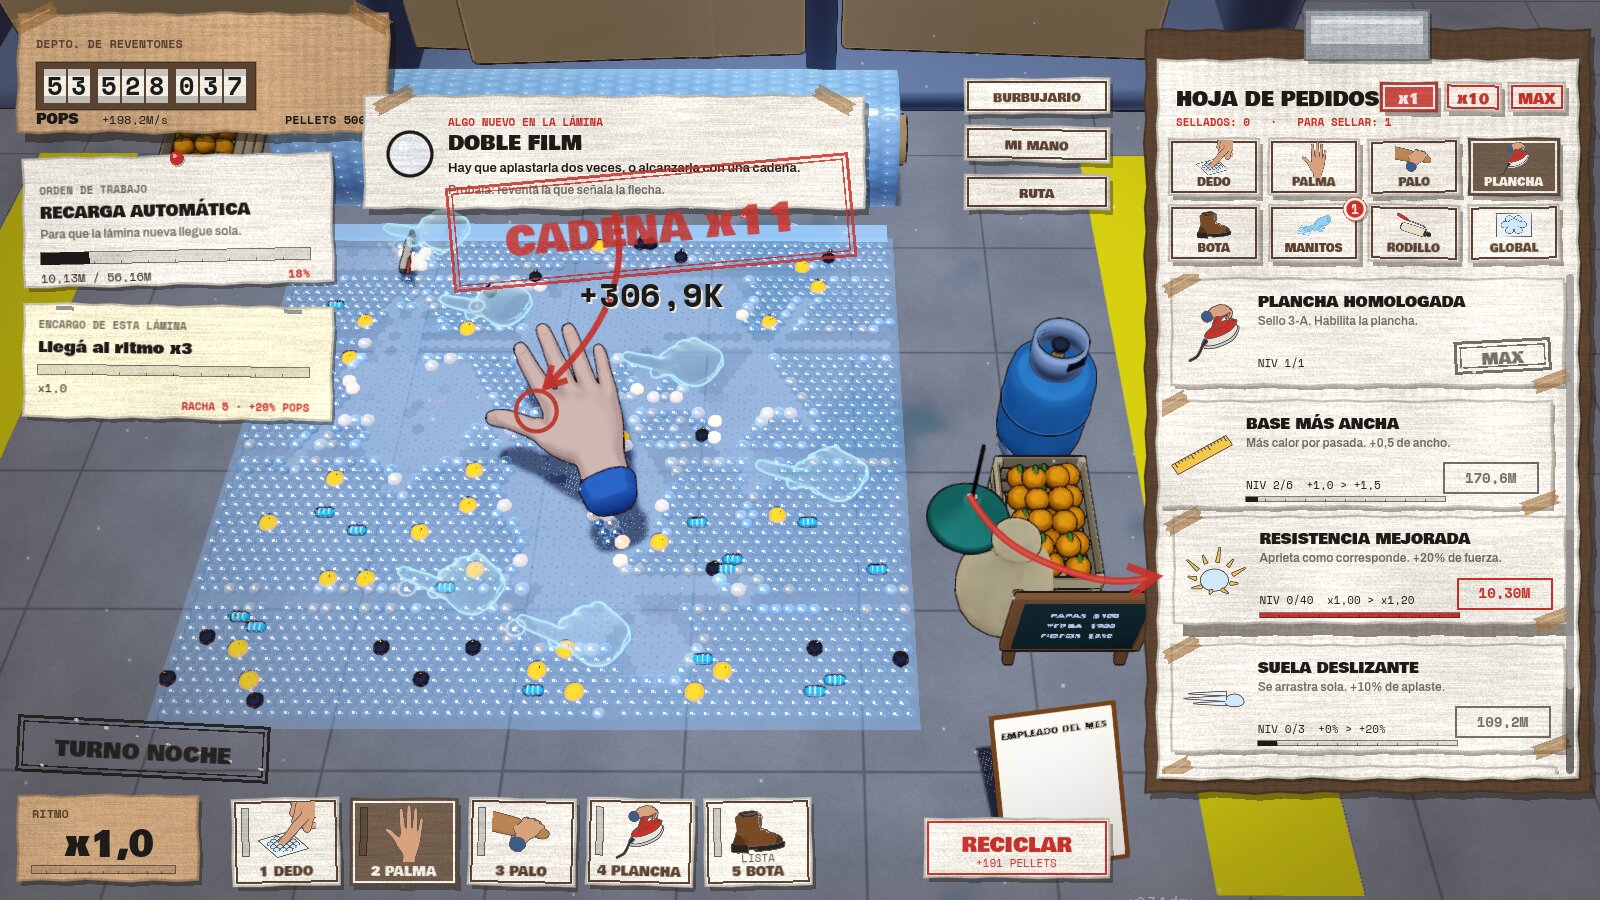 DEPTO. DE REVENTONES
53 528 037
POPS +198,2M/s PELLETS 500
ORDEN DE TRABAJO
RECARGA AUTOMÁTICA
Para que la lámina nueva llegue sola.
10,13M / 56,16M 18%
ENCARGO DE ESTA LÁMINA
Llegá al ritmo x3
x1,0
RACHA 5 · +20% POPS
ALGO NUEVO EN LA LÁMINA
DOBLE FILM
Hay que aplastarla dos veces, o alcanzarla con una cadena.
Probala: reventá la que señala la flecha.
CADENA x11
+306,9K
BURBUJARIO
MI MANO
RUTA
HOJA DE PEDIDOS x1 x10 MAX
SELLADOS: 0 · PARA SELLAR: 1
DEDO PALMA PALO PLANCHA
1
BOTA MANITOS RODILLO GLOBAL
PLANCHA HOMOLOGADA
Sello 3-A. Habilita la plancha.
NIV 1/1 MAX
BASE MÁS ANCHA
Más calor por pasada. +0,5 de ancho.
NIV 2/6 +1,0 > +1,5 170,6M
RESISTENCIA MEJORADA
Aprieta como corresponde. +20% de fuerza.
NIV 0/40 x1,00 > x1,20 10,30M
SUELA DESLIZANTE
Se arrastra sola. +10% de aplaste.
NIV 0/3 +0% > +20% 109,2M
EMPLEADO DEL MES
TURNO NOCHE
RITMO
x1,0
1 DEDO
2 PALMA
3 PALO
4 PLANCHA
LISTA
5 BOTA
RECICLAR
+191 PELLETS